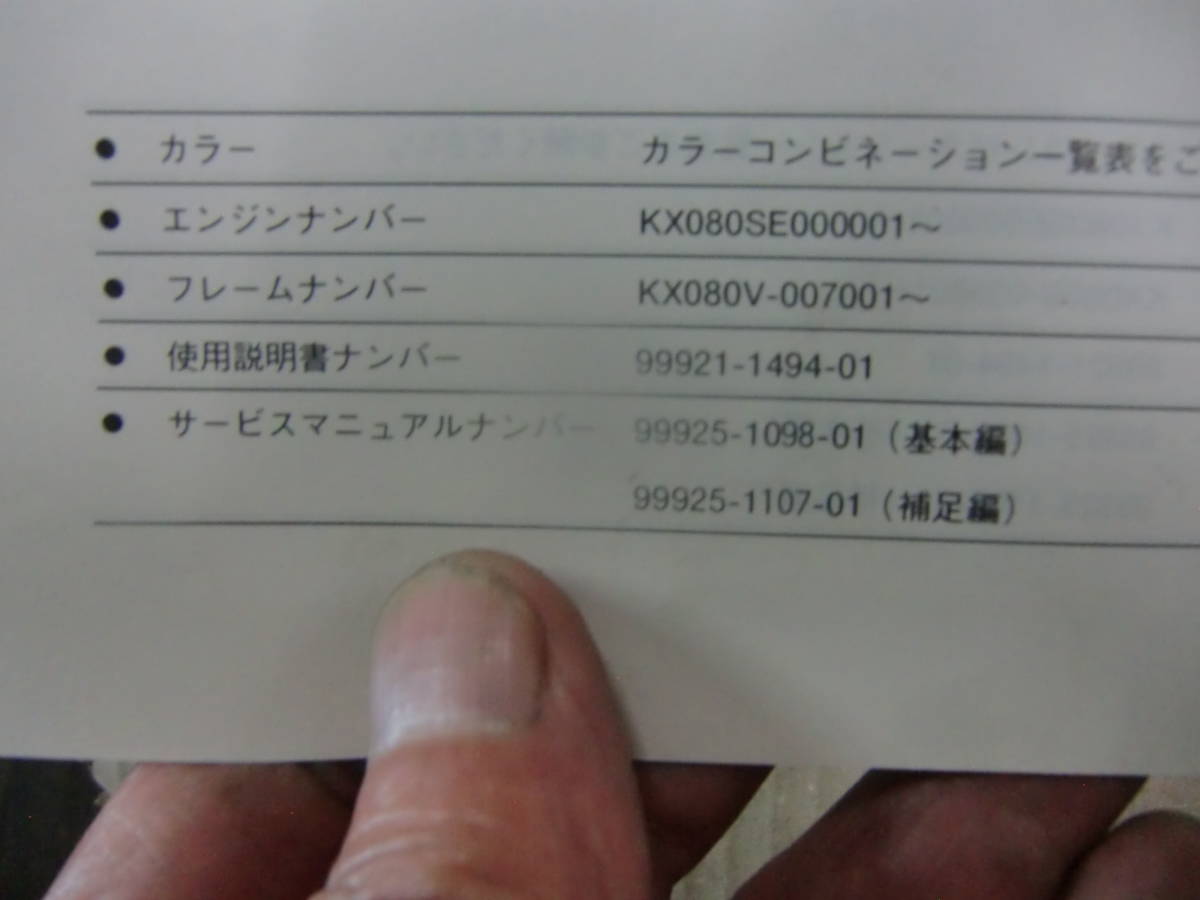 ● カラー カラーコンビネーション一覧表をご
● エンジンナンバー KX080SE000001～
● フレームナンバー KX080V-007001～
● 使用説明書ナンバー 99921-1494-01
● サービスマニュアルナンバー 99925-1098-01（基本編）
99925-1107-01（補足編）